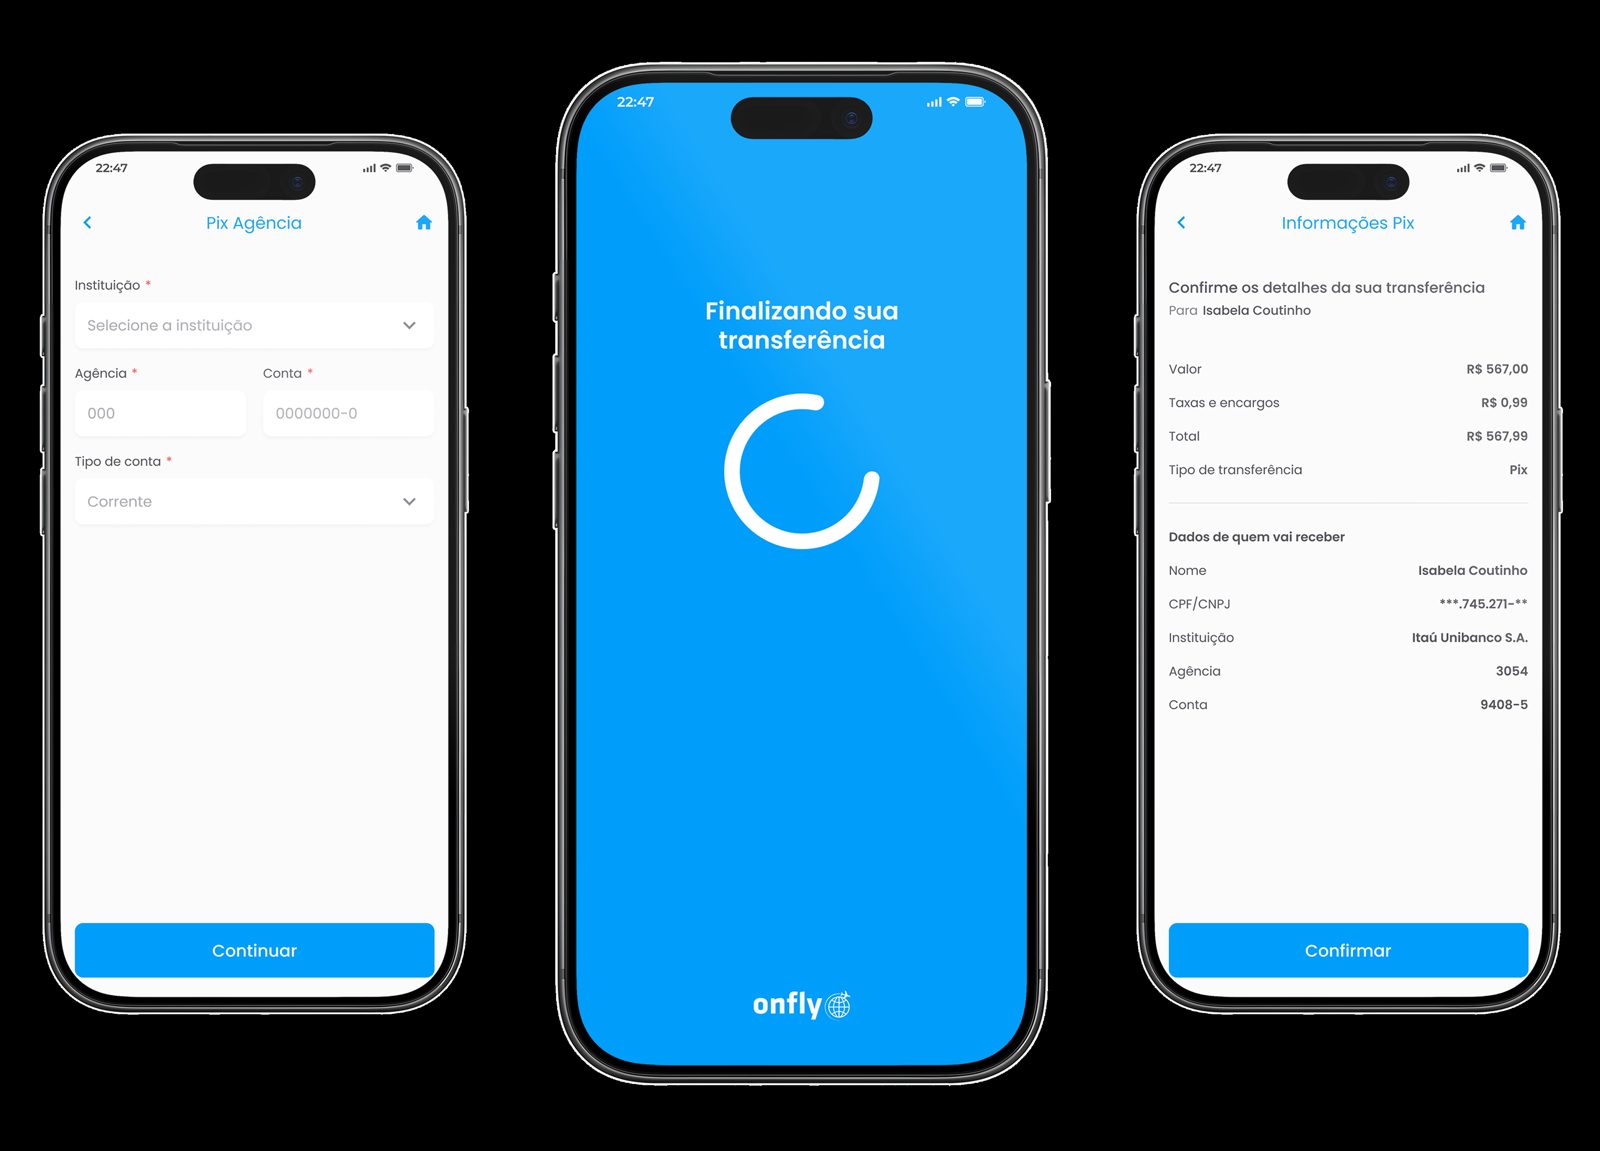 22:47
Pix Agência
Instituição *
Selecione a instituição
Agência * Conta *
000 0000000-0
Tipo de conta *
Corrente
Continuar
22:47
Finalizando sua
transferência
onfly
22:47
Informações Pix
Confirme os detalhes da sua transferência
Para Isabela Coutinho
Valor R$ 567,00
Taxas e encargos R$ 0,99
Total R$ 567,99
Tipo de transferência Pix
Dados de quem vai receber
Nome Isabela Coutinho
CPF/CNPJ ***.745.271-**
Instituição Itaú Unibanco S.A.
Agência 3054
Conta 9408-5
Confirmar